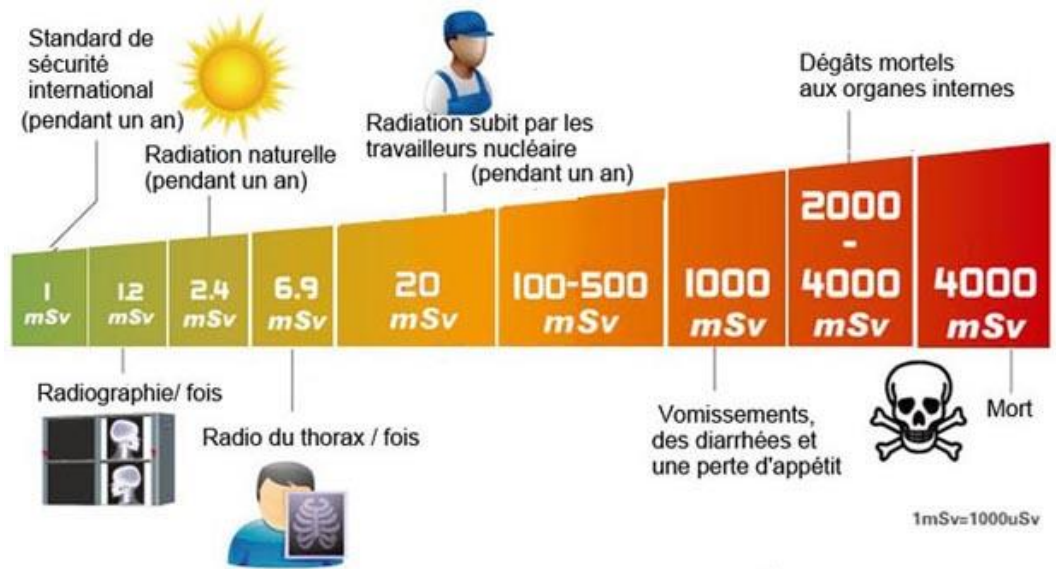 Standard de
sécurité
international
(pendant un an)
Radiation naturelle
(pendant un an)
Radiation subit par les
travailleurs nucléaire
(pendant un an)
Dégâts mortels
aux organes internes
1
mSv
1.2
mSv
2.4
mSv
6.9
mSv
20
mSv
100-500
mSv
1000
mSv
2000
-
4000
mSv
4000
mSv
Radiographie/ fois
Radio du thorax / fois
Vomissements,
des diarrhées et
une perte d'appétit
Mort
1mSv=1000uSv